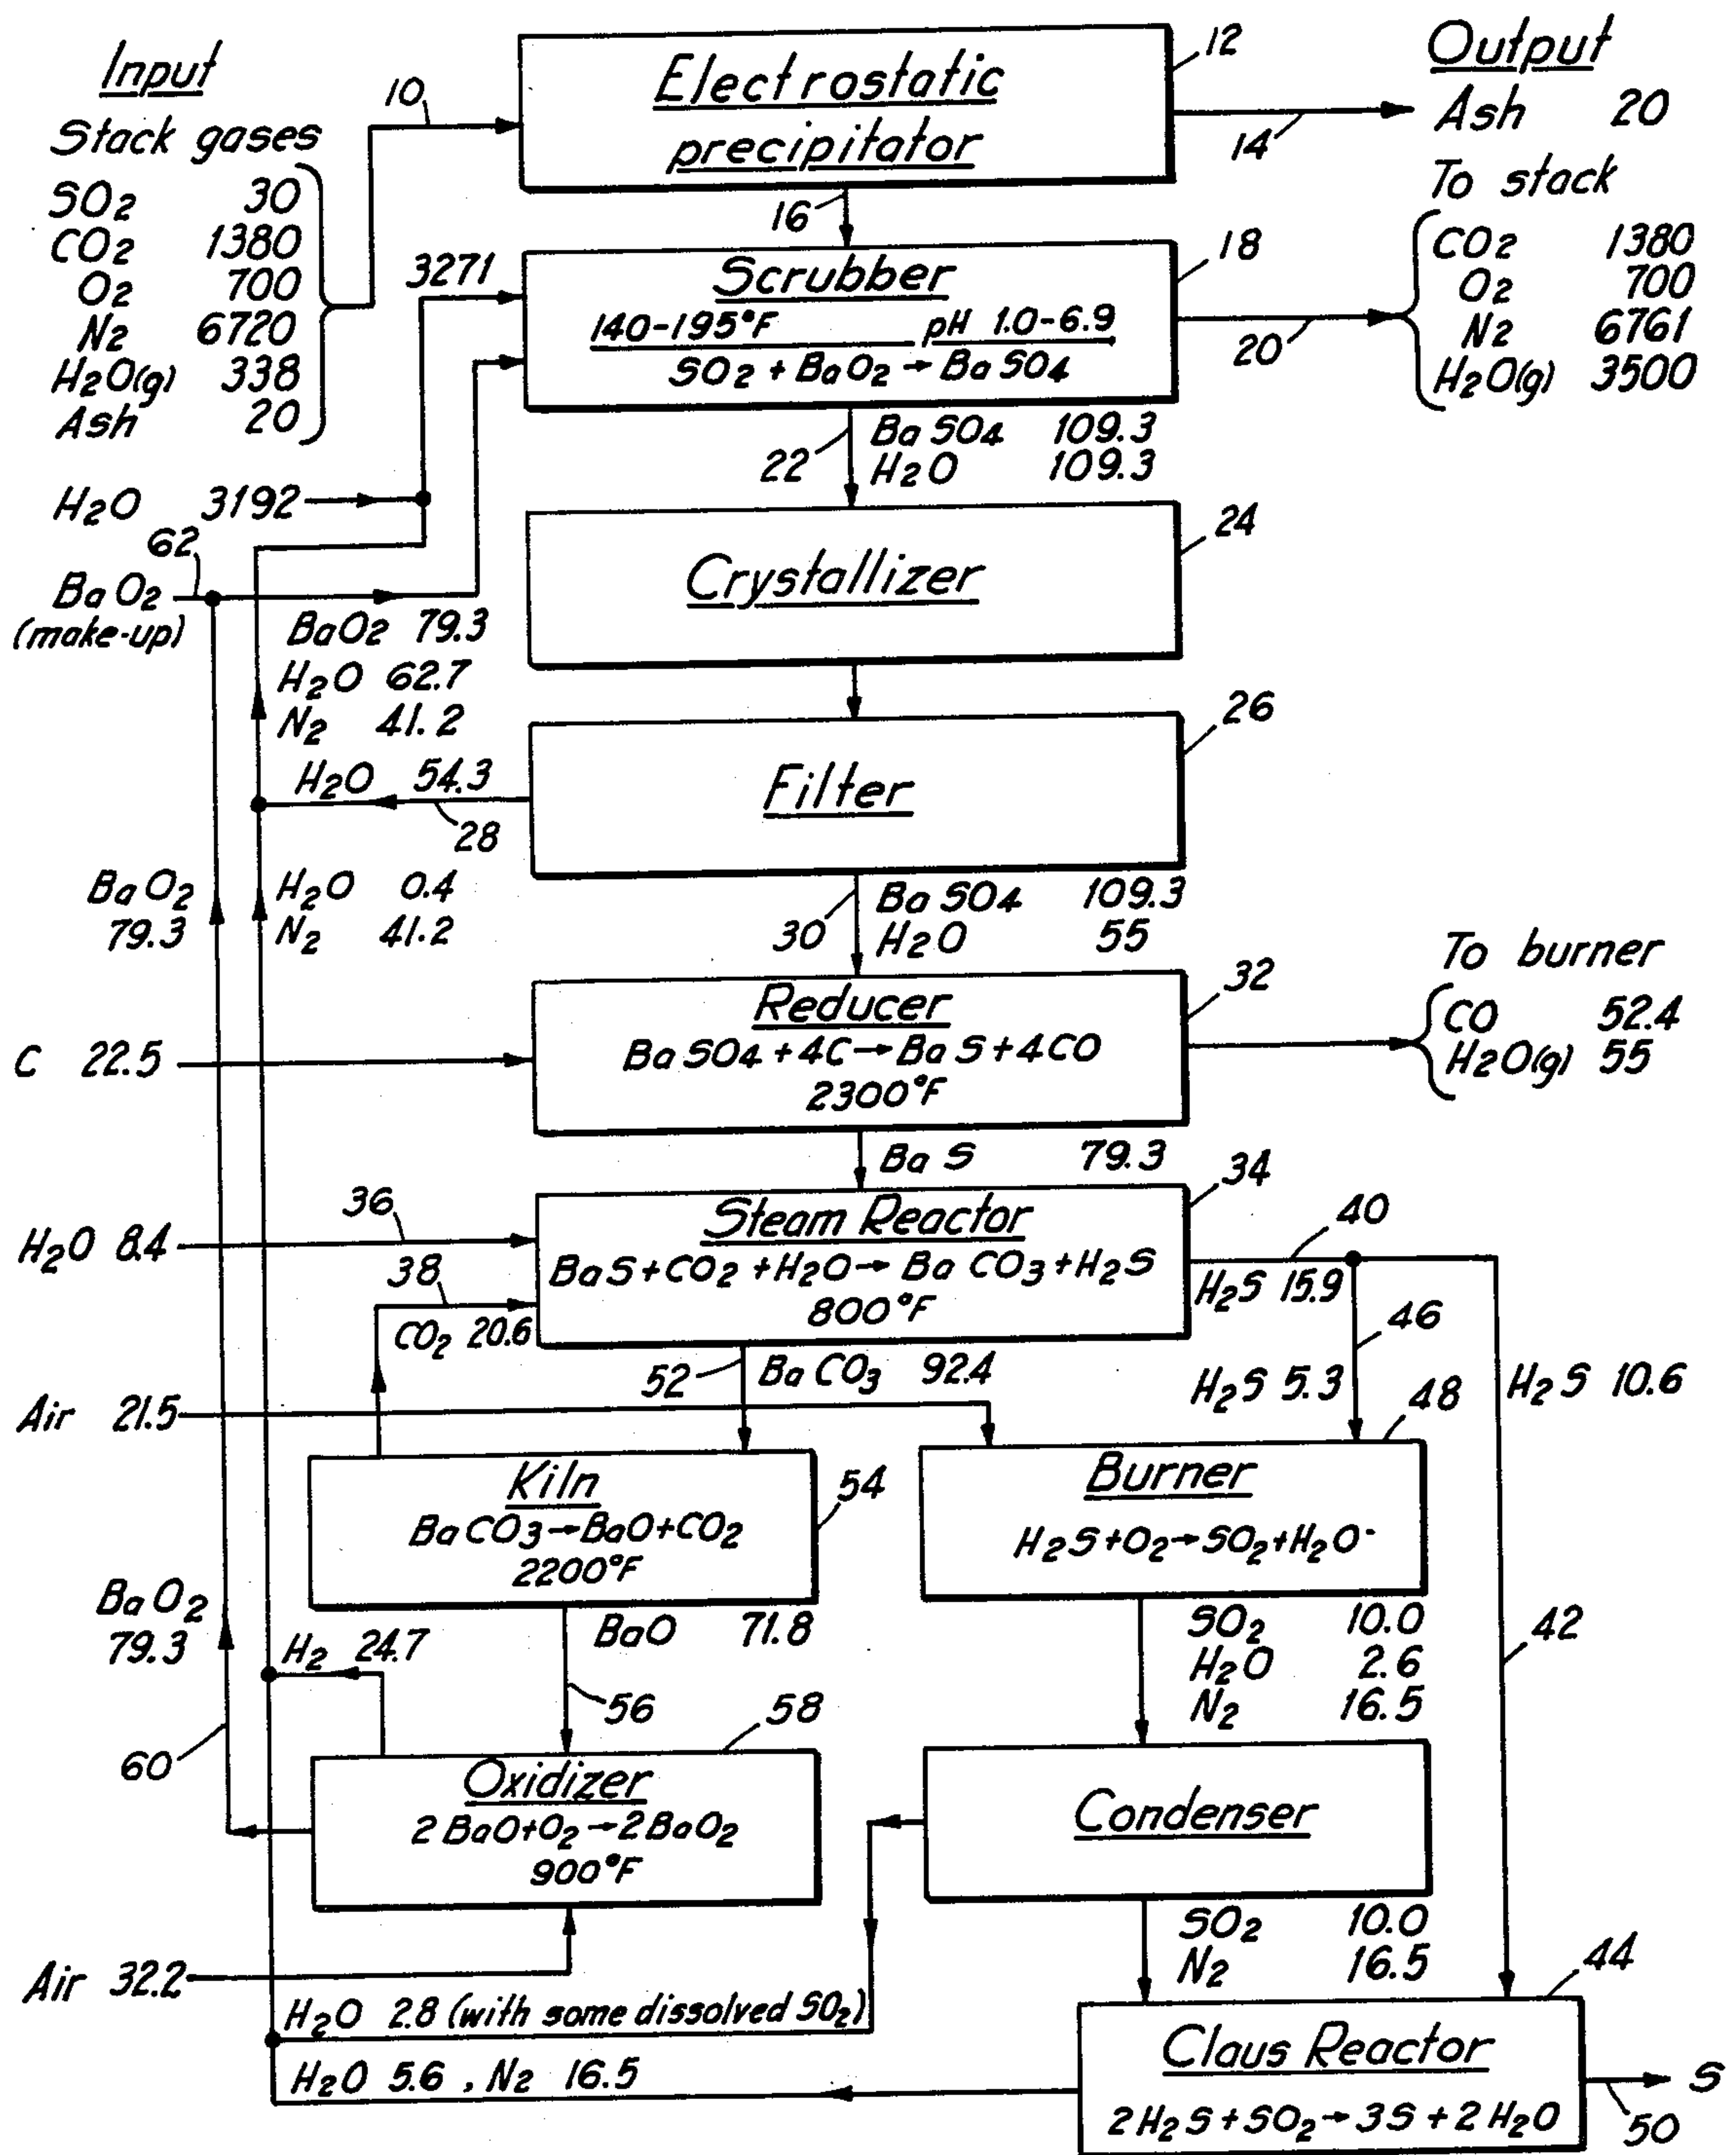 Input
Stack gases
SO2 30
CO2 1380
O2 700
N2 6720
H2O(g) 338
Ash 20
10
Electrostatic
precipitator
12
14
Output
Ash 20
To stack
CO2 1380
O2 700
N2 6761
H2O(g) 3500
16
3271
Scrubber
140-195°F pH 1.0-6.9
SO2 + BaO2 → BaSO4
18
20
H2O 3192
62
BaO2
(make-up)
BaO2 79.3
22
BaSO4 109.3
H2O 109.3
Crystallizer
24
H2O 62.7
N2 41.2
Filter
26
H2O 54.3
28
BaO2
79.3
H2O 0.4
N2 41.2
30
BaSO4 109.3
H2O 55
C 22.5
Reducer
BaSO4 + 4C → BaS + 4CO
2300°F
32
To burner
CO 52.4
H2O(g) 55
BaS 79.3
34
H2O 8.4
36
38
CO2 20.6
Steam Reactor
BaS + CO2 + H2O → BaCO3 + H2S
800°F
40
H2S 15.9
46
H2S 5.3
H2S 10.6
52
BaCO3 92.4
Air 21.5
48
Kiln
BaCO3 → BaO + CO2
2200°F
54
Burner
H2S + O2 → SO2 + H2O
BaO2
79.3
H2 24.7
BaO 71.8
56
SO2 10.0
H2O 2.6
N2 16.5
42
60
58
Oxidizer
2BaO + O2 → 2BaO2
900°F
Condenser
Air 32.2
SO2 10.0
N2 16.5
44
H2O 2.8 (with some dissolved SO2)
H2O 5.6, N2 16.5
Claus Reactor
2H2S + SO2 → 3S + 2H2O
S
50